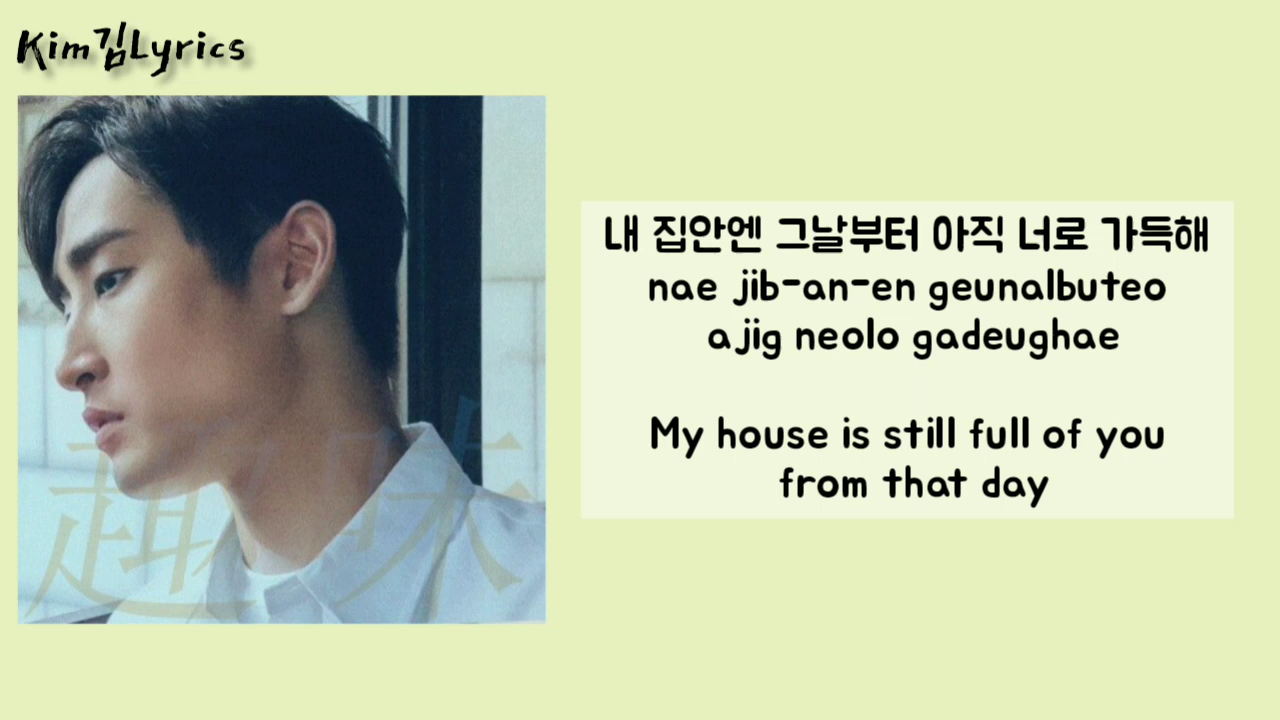 Kim김Lyrics
趣味
내 집안엔 그날부터 아직 너로 가득해
nae jib-an-en geunalbuteo
ajig neolo gadeughae
My house is still full of you
from that day